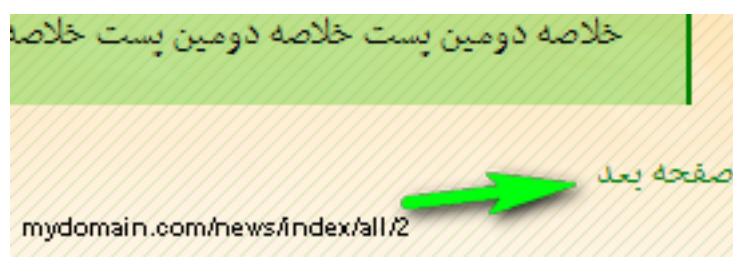 خلاصه دومین پست خلاصه دومین پست خلاصه
صفحه بعد
mydomain.com/news/index/all/2